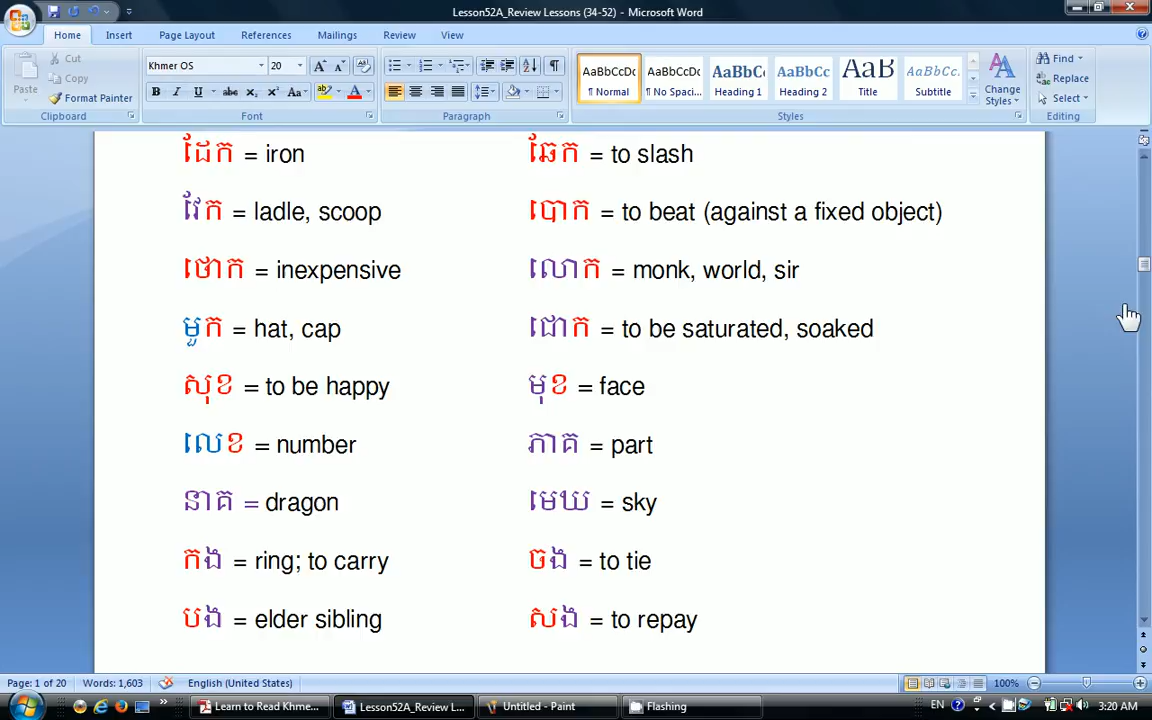 Lesson52A_Review Lessons (34-52) - Microsoft Word
Home Insert Page Layout References Mailings Review View
Paste Cut Copy Format Painter
Khmer OS 20
AaBbCcDc AaBbCcDc AaBbC AaBbCc AaB AaBbCc.
¶ Normal ¶ No Spaci... Heading 1 Heading 2 Title Subtitle
Change Styles
Find Replace Select
Clipboard Font Paragraph Styles Editing
ដែក = iron ឆែក = to slash
វែក = ladle, scoop បោក = to beat (against a fixed object)
ថោក = inexpensive លោក = monk, world, sir
មួក = hat, cap ជោក = to be saturated, soaked
សុខ = to be happy មុខ = face
លេខ = number ភាគ = part
នាគ = dragon មេឃ = sky
កង = ring; to carry ចង = to tie
បង = elder sibling សង = to repay
Page: 1 of 20 Words: 1,603 English (United States) 100%
Learn to Read Khme... Lesson52A_Review L... Untitled - Paint Flashing EN 3:20 AM